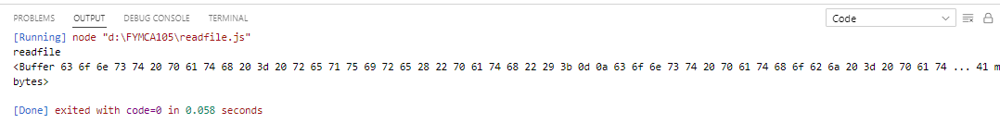 PROBLEMS OUTPUT DEBUG CONSOLE TERMINAL Code
[Running] node "d:\FYMCA105\readfile.js"
readfile
<Buffer 63 6f 6e 73 74 20 70 61 74 68 20 3d 20 72 65 71 75 69 72 65 28 22 70 61 74 68 22 29 3b 0d 0a 63 6f 6e 73 74 20 70 61 74 68 6f 62 6a 20 3d 20 70 61 74 ... 41 m
bytes>
[Done] exited with code=0 in 0.058 seconds